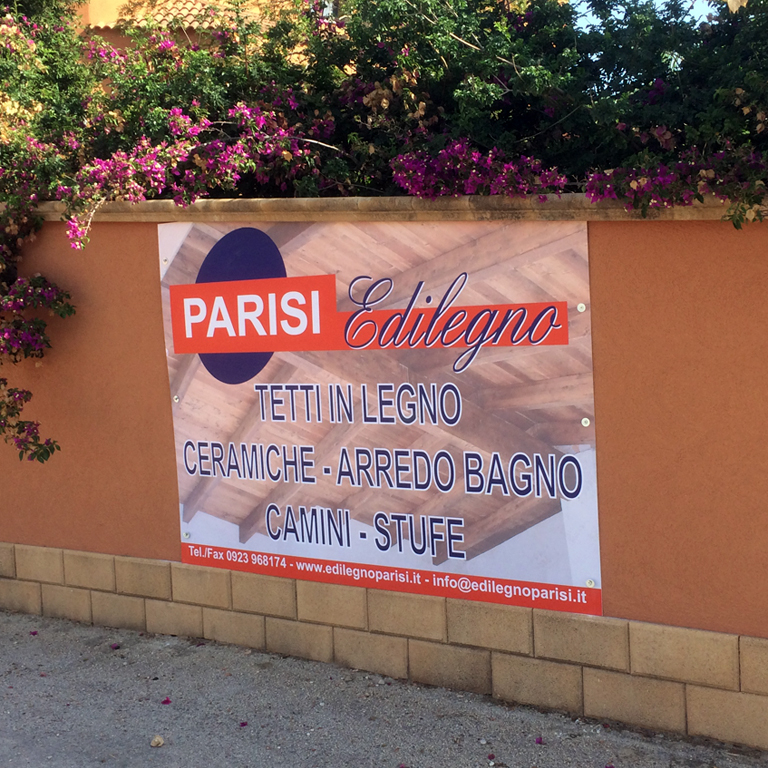 PARISI Edilegno
TETTI IN LEGNO
CERAMICHE - ARREDO BAGNO
CAMINI - STUFE
Tel./Fax 0923 968174 - www.edilegnoparisi.it - info@edilegnoparisi.it